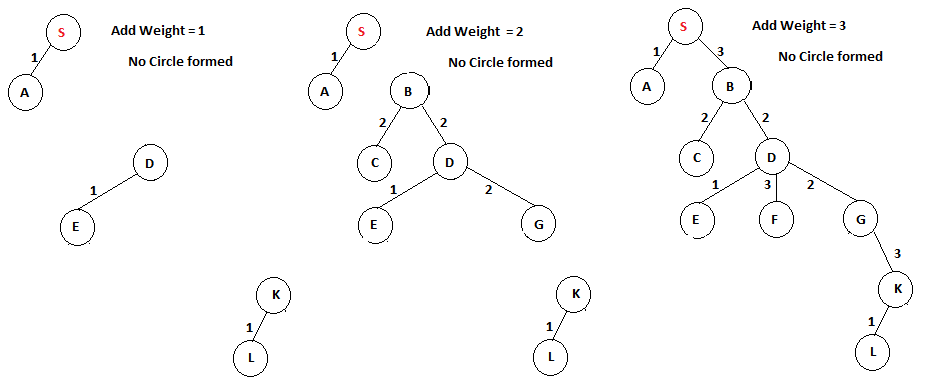 S
Add Weight = 1
1
No Circle formed
A
D
1
E
K
1
L
S
Add Weight = 2
1
No Circle formed
A
B
2
2
C
D
1
2
E
G
K
1
L
S
Add Weight = 3
1
3
No Circle formed
A
B
2
2
C
D
1
3
2
E
F
G
3
K
1
L